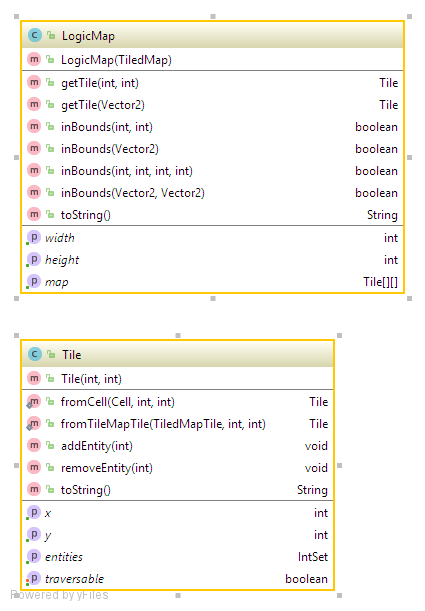 C LogicMap
m LogicMap(TiledMap)
m getTile(int, int) Tile
m getTile(Vector2) Tile
m inBounds(int, int) boolean
m inBounds(Vector2) boolean
m inBounds(int, int, int, int) boolean
m inBounds(Vector2, Vector2) boolean
m toString() String
p width int
p height int
p map Tile[][]
C Tile
m Tile(int, int)
m fromCell(Cell, int, int) Tile
m fromTileMapTile(TiledMapTile, int, int) Tile
m addEntity(int) void
m removeEntity(int) void
m toString() String
p x int
p y int
p entities IntSet
p traversable boolean
Powered by yFiles